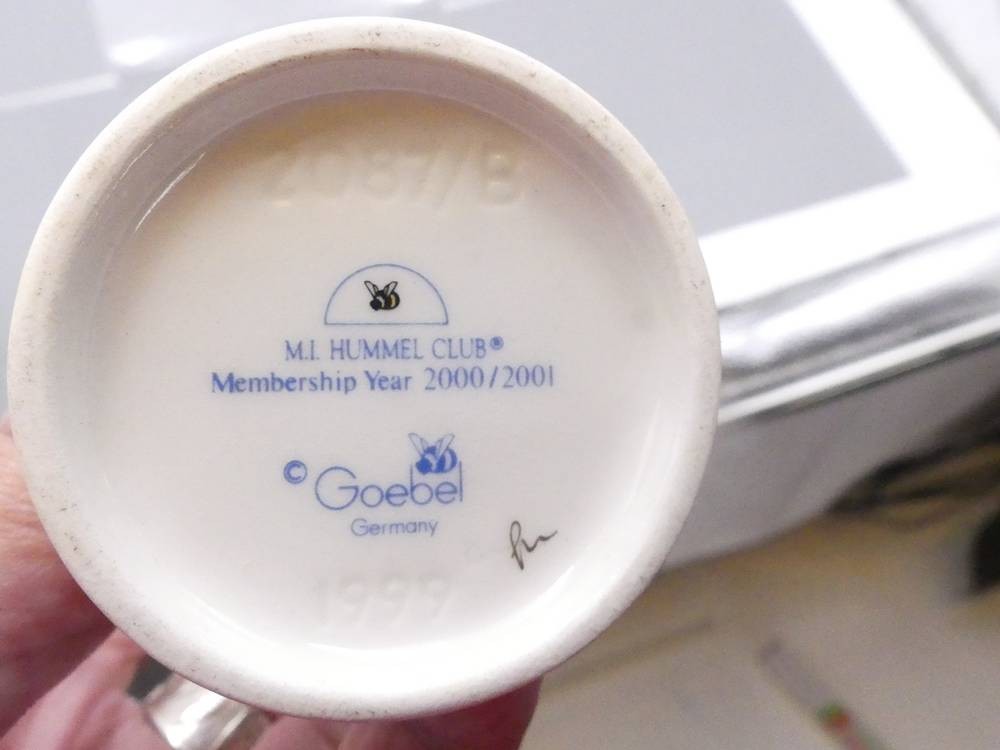 2087/B
M.I. HUMMEL CLUB®
Membership Year 2000/2001
© Goebel
Germany
1999